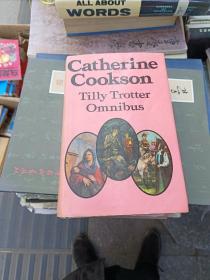 ALL ABOUT
WORDS
Catherine
Cookson
Tilly Trotter
Omnibus